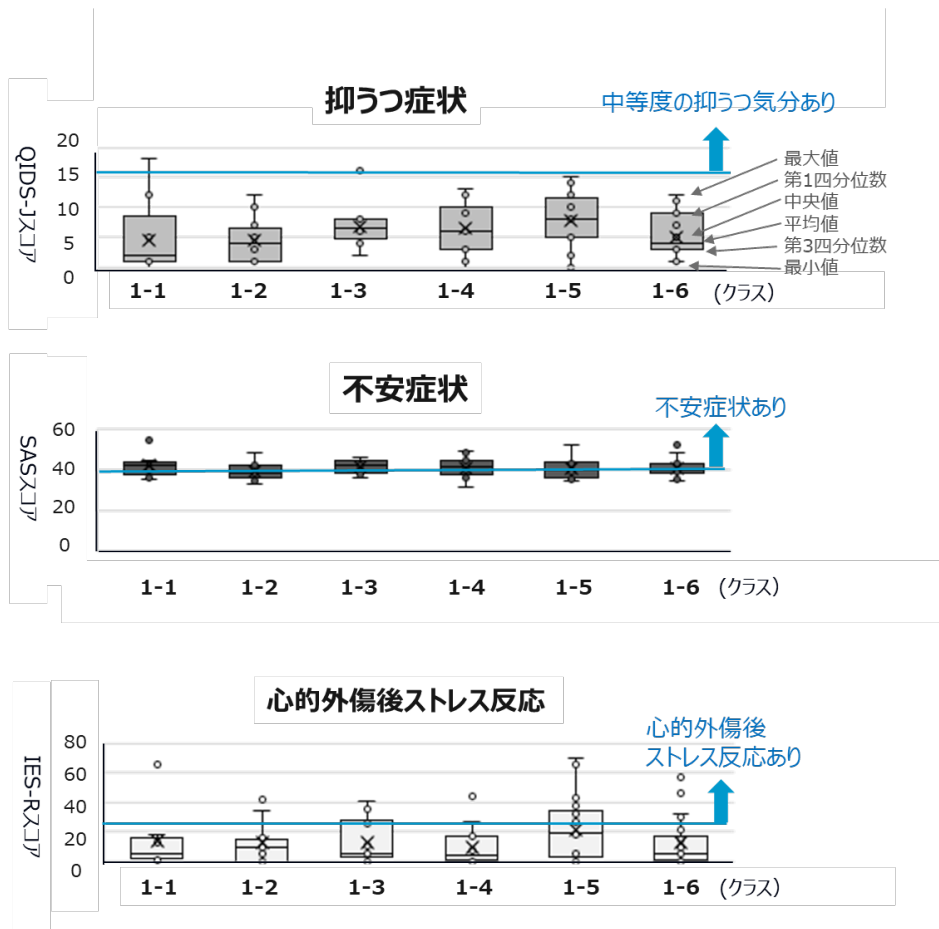 抑うつ症状
中等度の抑うつ気分あり
QIDS-Jスコア
20
15
10
5
0
最大値
第1四分位数
中央値
平均値
第3四分位数
最小値
1-1 1-2 1-3 1-4 1-5 1-6 (クラス)
不安症状
不安症状あり
SASスコア
60
40
20
0
1-1 1-2 1-3 1-4 1-5 1-6 (クラス)
心的外傷後ストレス反応
心的外傷後
ストレス反応あり
IES-Rスコア
80
60
40
20
0
1-1 1-2 1-3 1-4 1-5 1-6 (クラス)